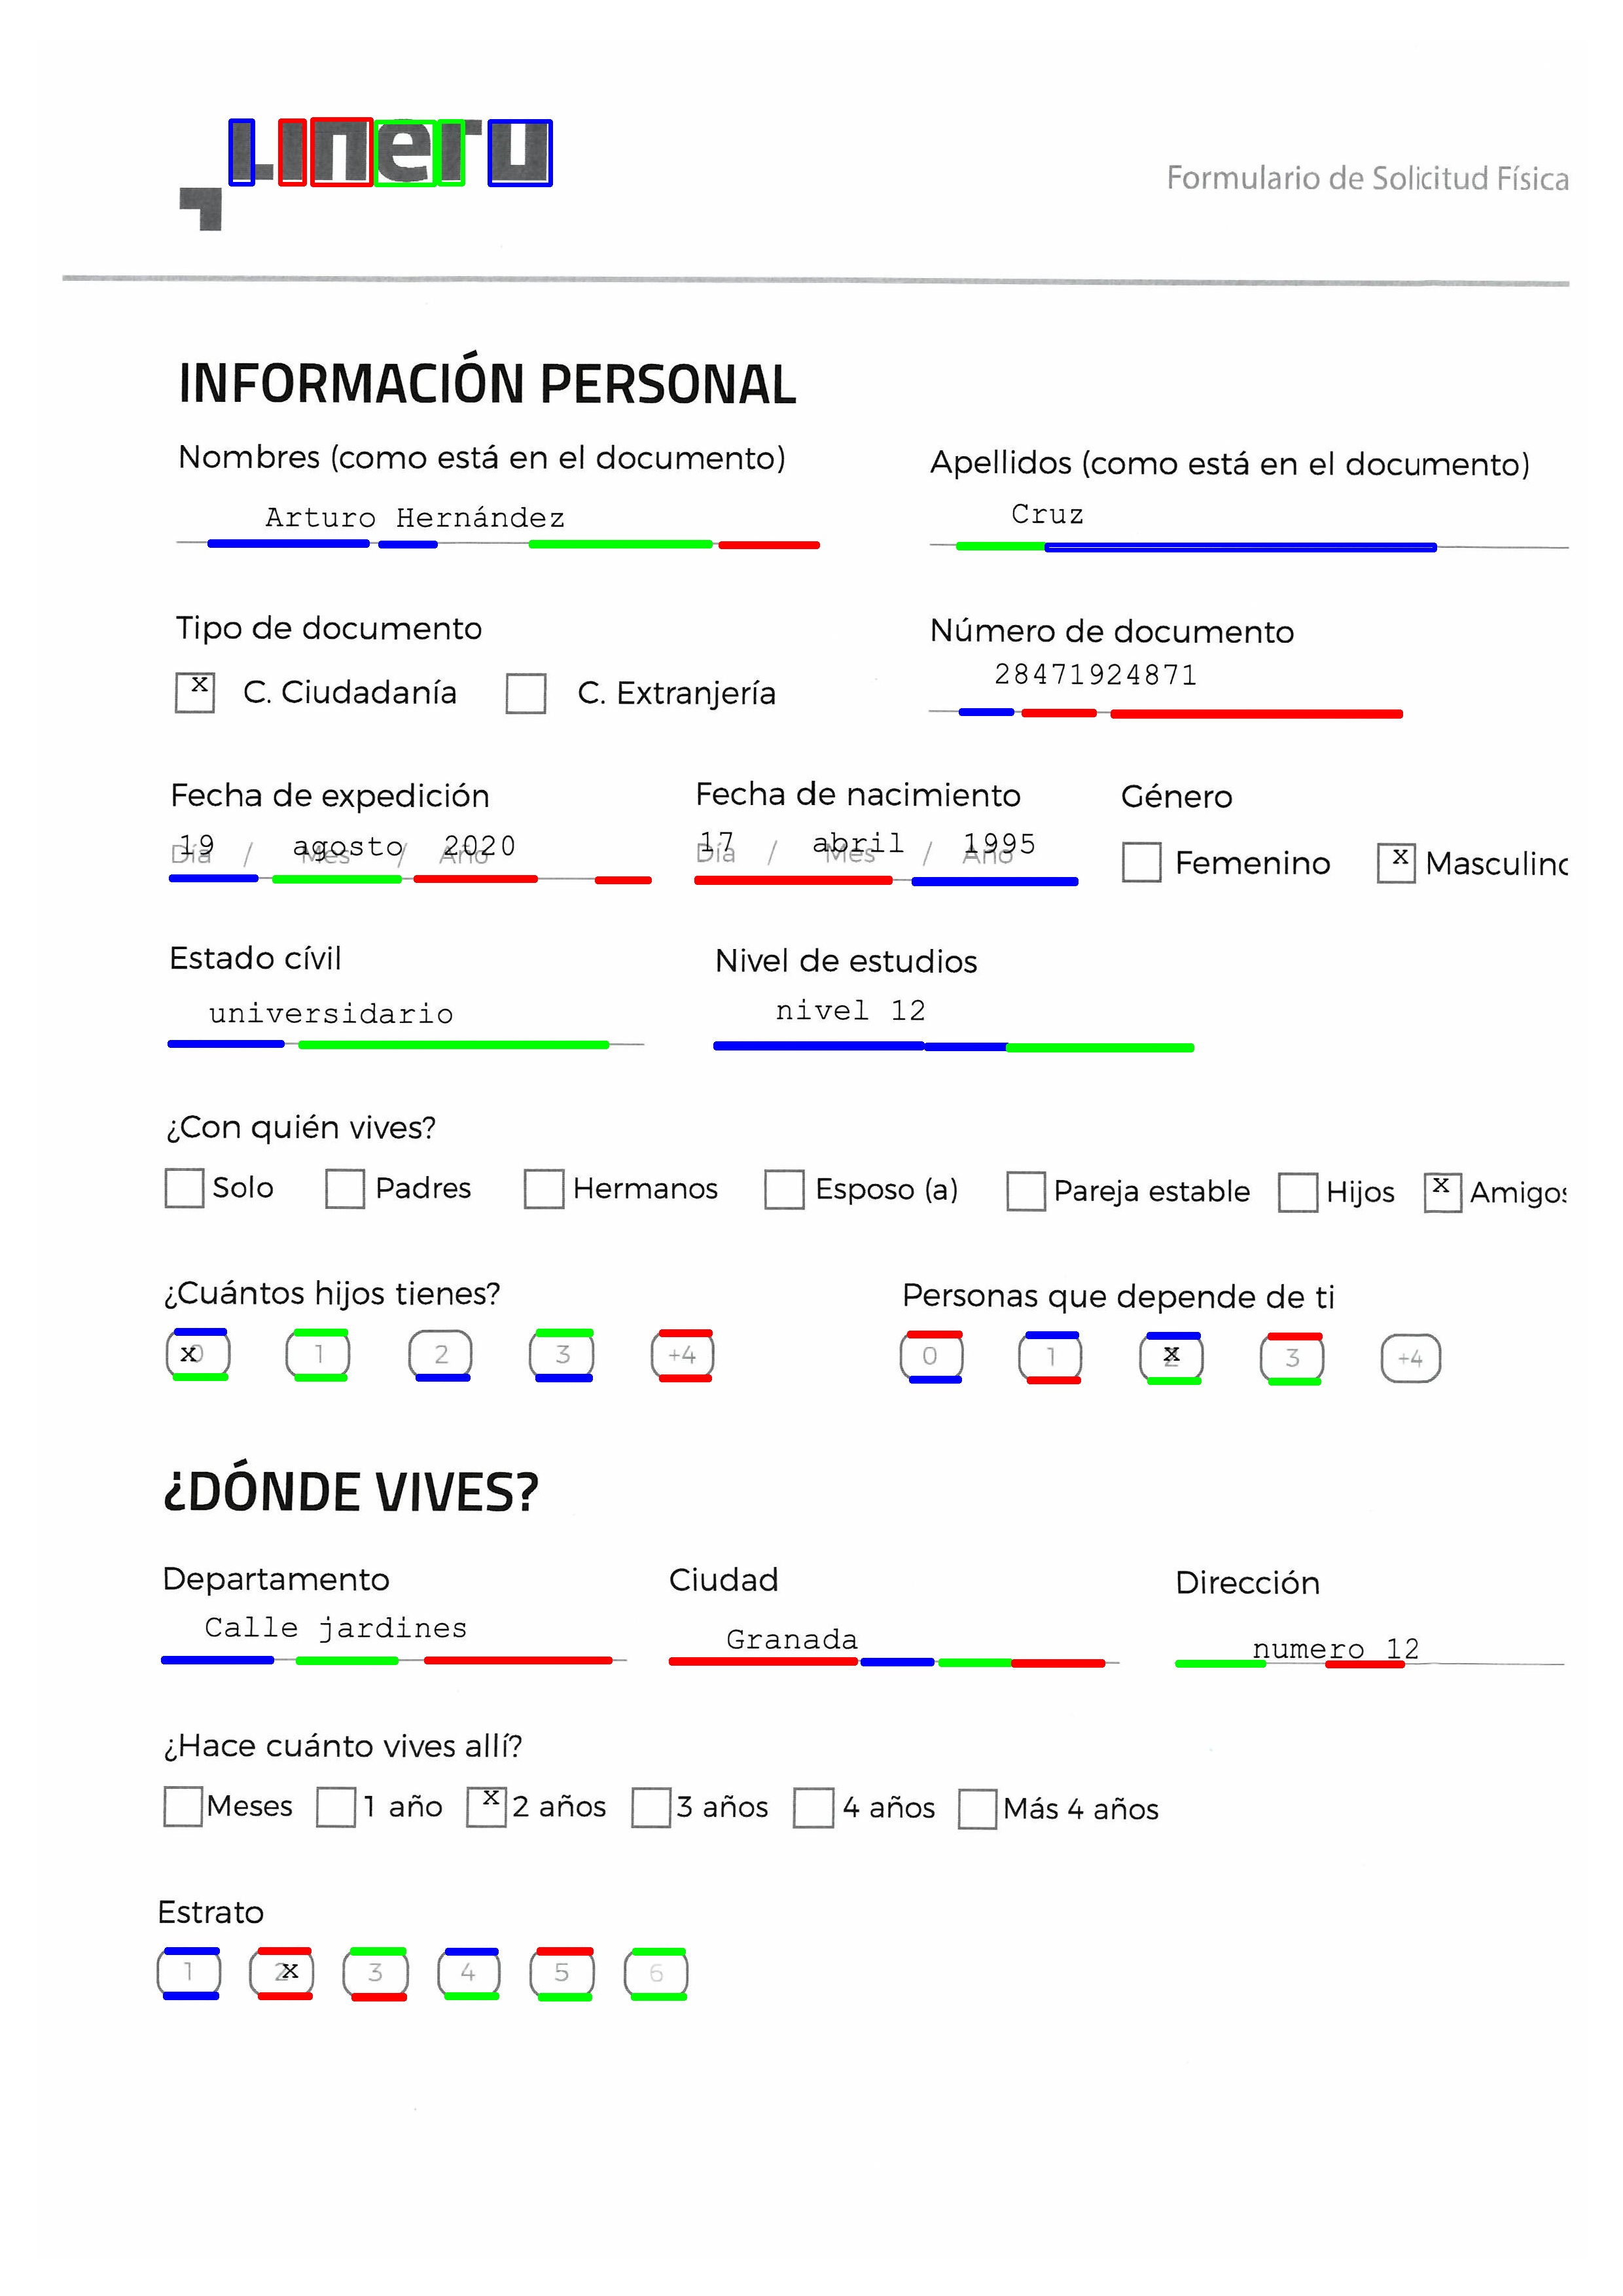 Lineru
Formulario de Solicitud Física
INFORMACIÓN PERSONAL
Nombres (como está en el documento) Apellidos (como está en el documento)
Arturo Hernández Cruz
Tipo de documento Número de documento
x C. Ciudadanía C. Extranjería 28471924871
Fecha de expedición Fecha de nacimiento Género
19 agosto 2020 17 abril 1995
Día / Mes / Año Día / Mes / Año Femenino x Masculino
Estado cívil Nivel de estudios
universidario nivel 12
¿Con quién vives?
Solo Padres Hermanos Esposo (a) Pareja estable Hijos x Amigos
¿Cuántos hijos tienes? Personas que depende de ti
x 0 1 2 3 +4 0 1 x 2 3 +4
¿DÓNDE VIVES?
Departamento Ciudad Dirección
Calle jardines Granada numero 12
¿Hace cuánto vives allí?
Meses 1 año x 2 años 3 años 4 años Más 4 años
Estrato
1 2 x 3 4 5 6